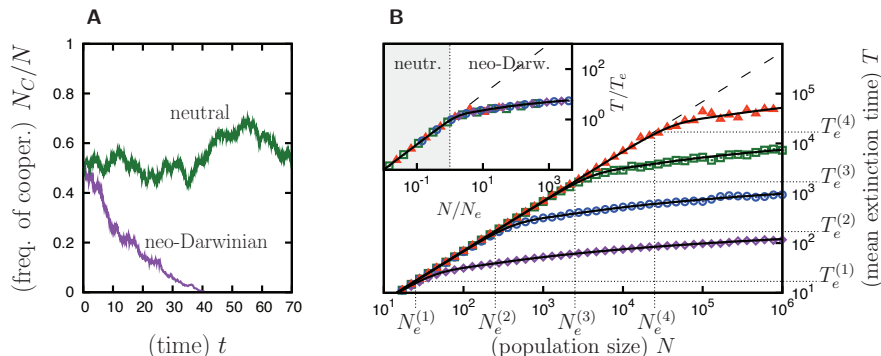 A
(freq. of cooper.) N_C/N
1
0.8
0.6
0.4
0.2
0
neutral
neo-Darwinian
0 10 20 30 40 50 60 70
(time) t
B
neutr. neo-Darw.
T/T_e
10^2
10^0
10^-1 10^1 10^3
N/N_e
10^5
T_e^(4)
10^4
T_e^(3)
10^3
T_e^(2)
10^2
T_e^(1)
10^1
(mean extinction time) T
10^1 10^2 10^3 10^4 10^5 10^6
N_e^(1) N_e^(2) N_e^(3) N_e^(4)
(population size) N